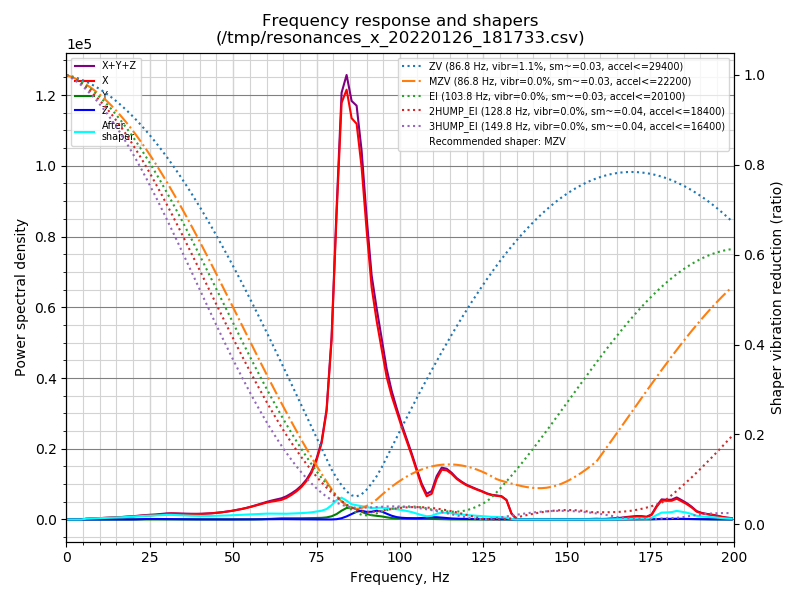 Frequency response and shapers
(/tmp/resonances_x_20220126_181733.csv)
1e5
X+Y+Z
X
Y
Z
After
shaper
ZV (86.8 Hz, vibr=1.1%, sm~=0.03, accel<=29400)
MZV (86.8 Hz, vibr=0.0%, sm~=0.03, accel<=22200)
EI (103.8 Hz, vibr=0.0%, sm~=0.03, accel<=20100)
2HUMP_EI (128.8 Hz, vibr=0.0%, sm~=0.04, accel<=18400)
3HUMP_EI (149.8 Hz, vibr=0.0%, sm~=0.04, accel<=16400)
Recommended shaper: MZV
Power spectral density
1.2
1.0
0.8
0.6
0.4
0.2
0.0
1.0
0.8
0.6
0.4
0.2
0.0
Shaper vibration reduction (ratio)
0 25 50 75 100 125 150 175 200
Frequency, Hz